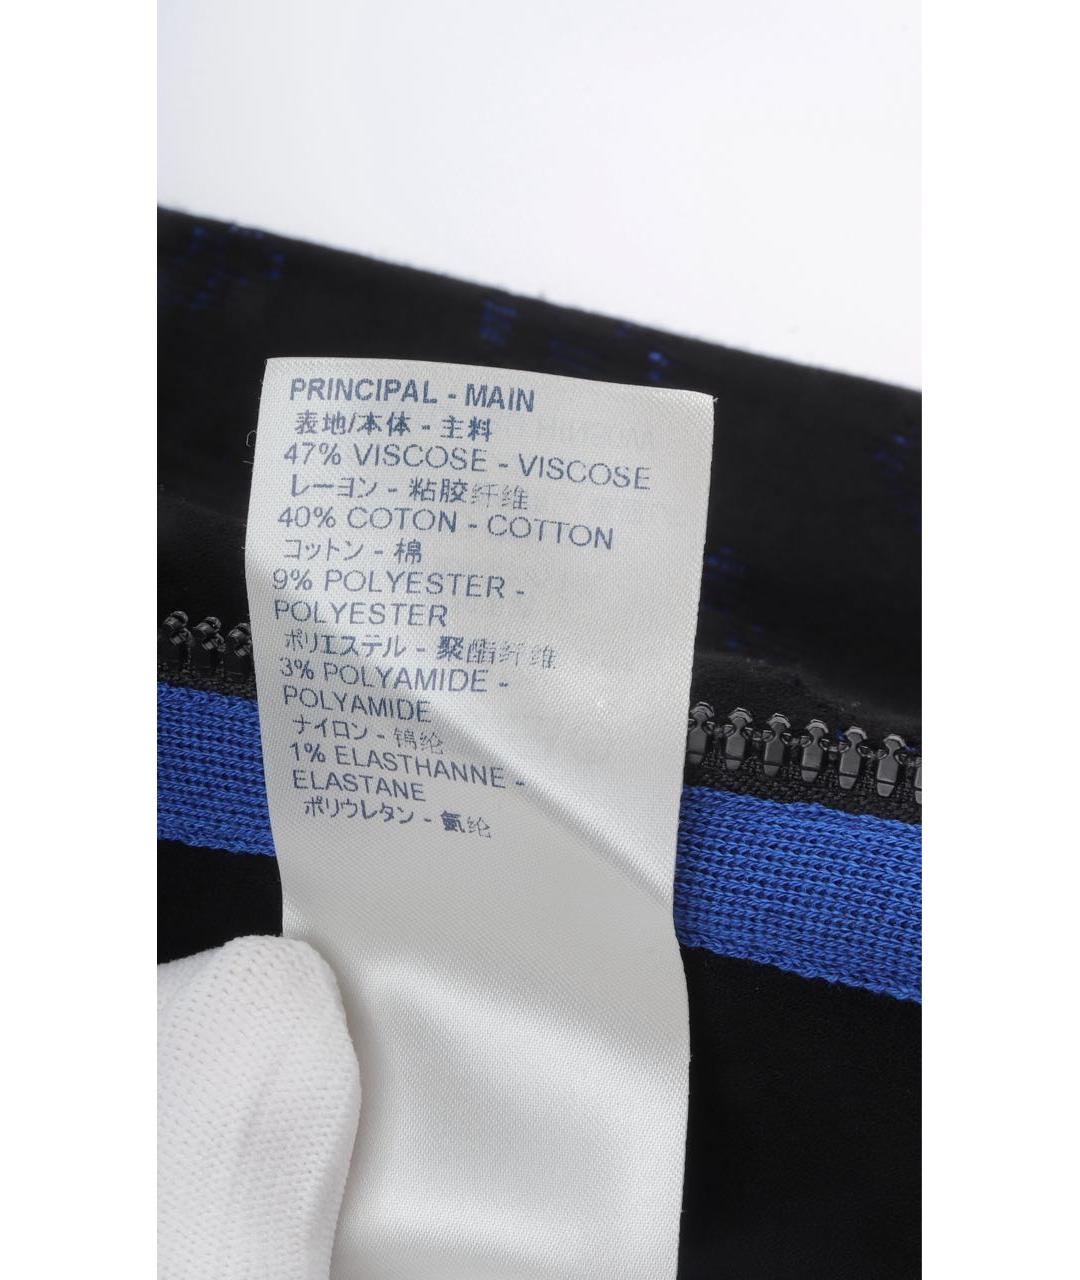 PRINCIPAL - MAIN
表地/本体 - 主料
47% VISCOSE - VISCOSE
レーヨン - 粘胶纤维
40% COTON - COTTON
コットン - 棉
9% POLYESTER -
POLYESTER
ポリエステル - 聚酯纤维
3% POLYAMIDE -
POLYAMIDE
ナイロン - 锦纶
1% ELASTHANNE -
ELASTANE
ポリウレタン - 氨纶